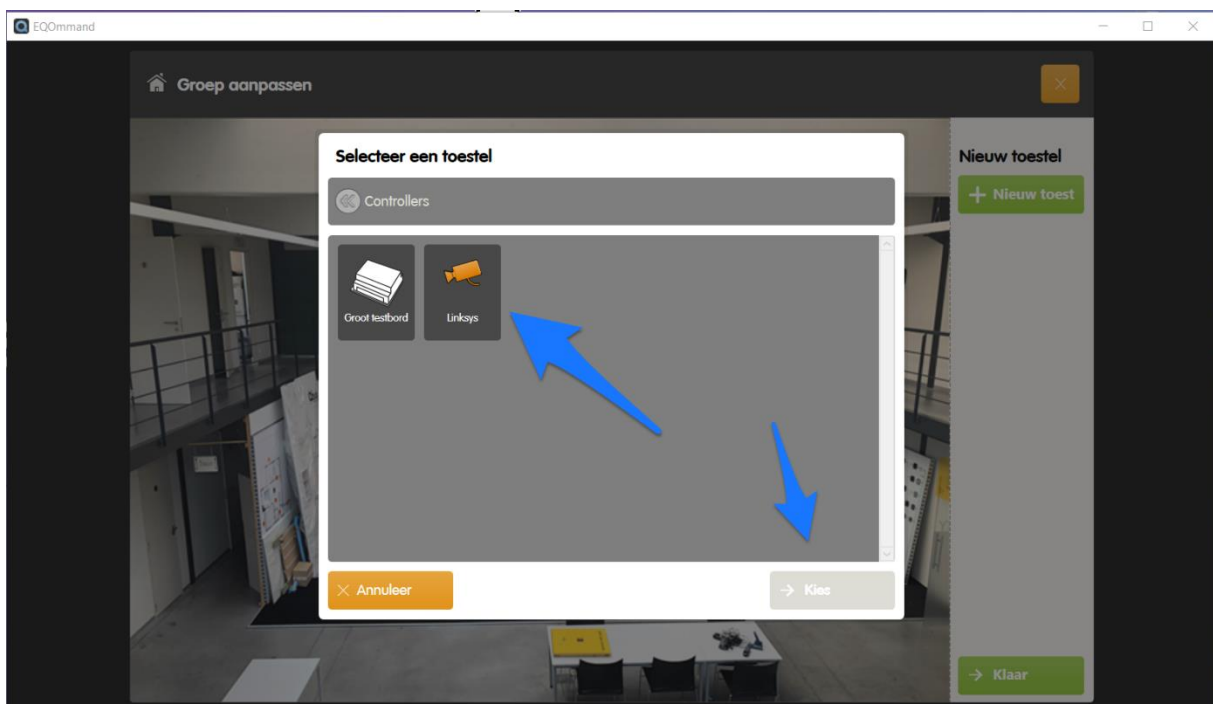 EQOmmand
Groep aanpassen
Selecteer een toestel
Nieuw toestel
Controllers
Nieuw toest
Groot testbord
Linksys
Annuleer
Kies
Klaar